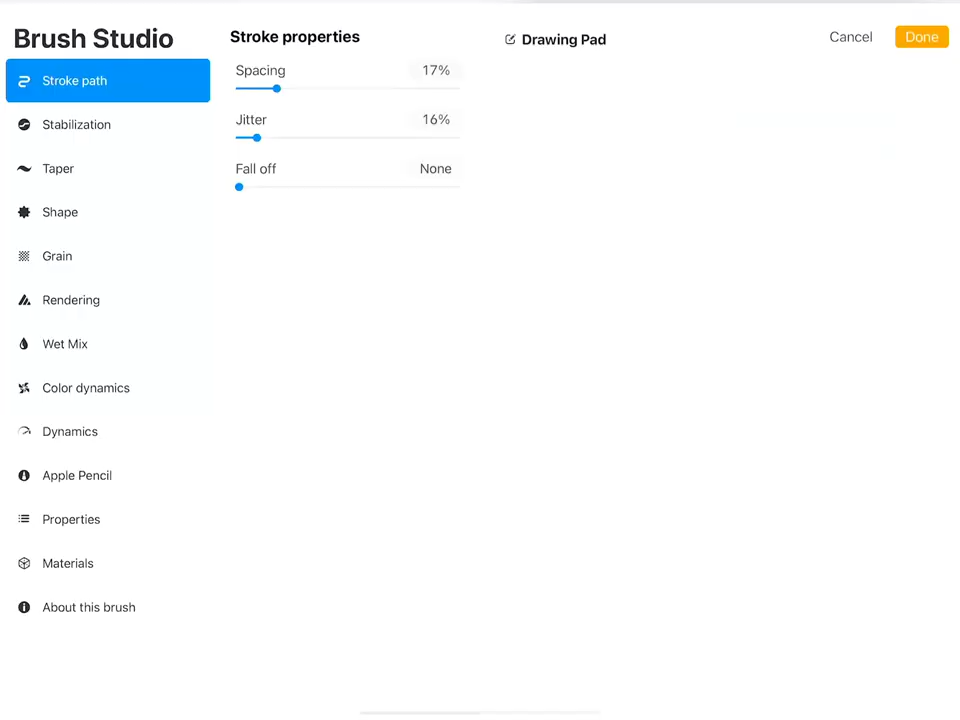 Brush Studio
Stroke path
Stabilization
Taper
Shape
Grain
Rendering
Wet Mix
Color dynamics
Dynamics
Apple Pencil
Properties
Materials
About this brush
Stroke properties
Spacing 17%
Jitter 16%
Fall off None
Drawing Pad
Cancel Done